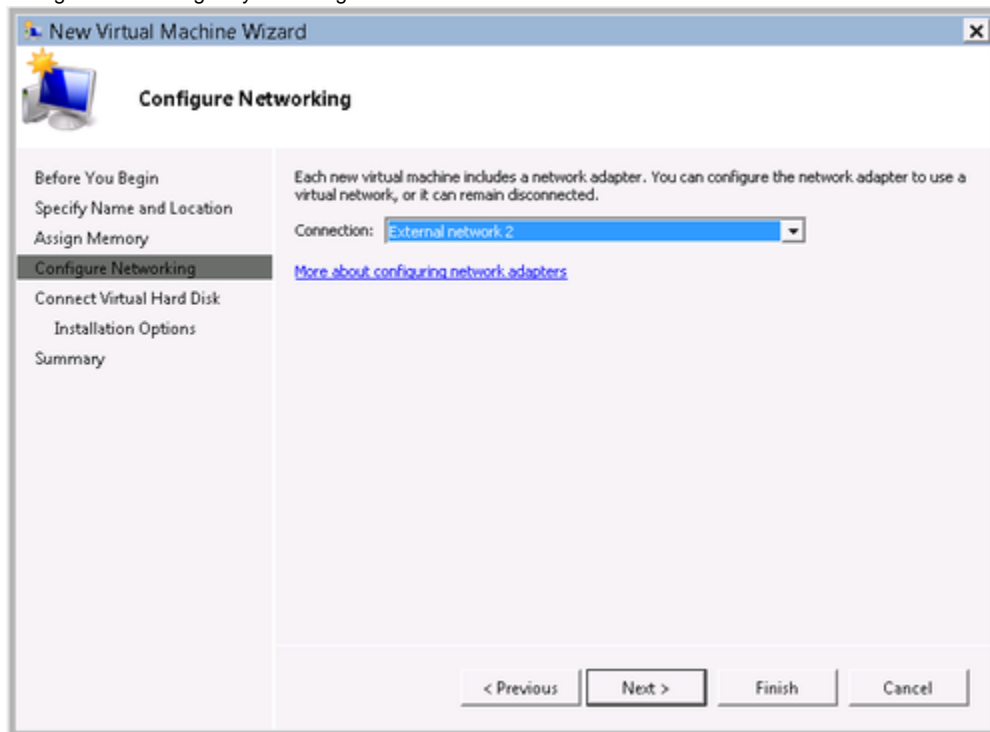 New Virtual Machine Wizard
Configure Networking
Before You Begin
Specify Name and Location
Assign Memory
Configure Networking
Connect Virtual Hard Disk
Installation Options
Summary
Each new virtual machine includes a network adapter. You can configure the network adapter to use a
virtual network, or it can remain disconnected.
Connection: External network 2
More about configuring network adapters
< Previous
Next >
Finish
Cancel